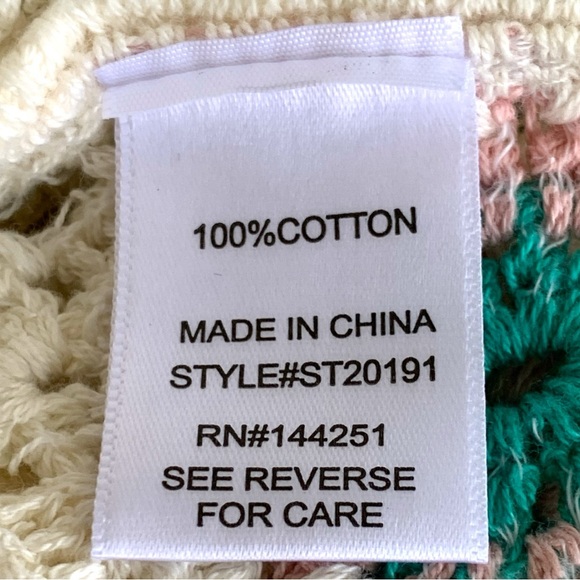 100%COTTON
MADE IN CHINA
STYLE#ST20191
RN#144251
SEE REVERSE
FOR CARE